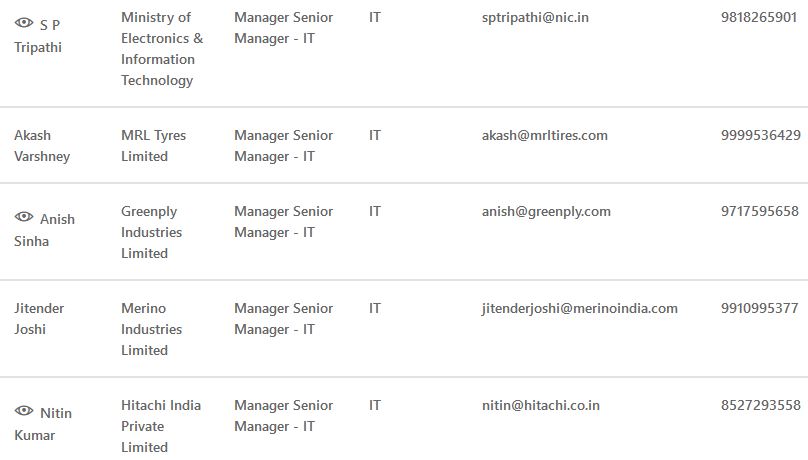 S P Tripathi
Ministry of Electronics & Information Technology
Manager Senior Manager - IT
IT
sptripathi@nic.in
9818265901
Akash Varshney
MRL Tyres Limited
Manager Senior Manager - IT
IT
akash@mrltires.com
9999536429
Anish Sinha
Greenply Industries Limited
Manager Senior Manager - IT
IT
anish@greenply.com
9717595658
Jitender Joshi
Merino Industries Limited
Manager Senior Manager - IT
IT
jitenderjoshi@merinoindia.com
9910995377
Nitin Kumar
Hitachi India Private Limited
Manager Senior Manager - IT
IT
nitin@hitachi.co.in
8527293558